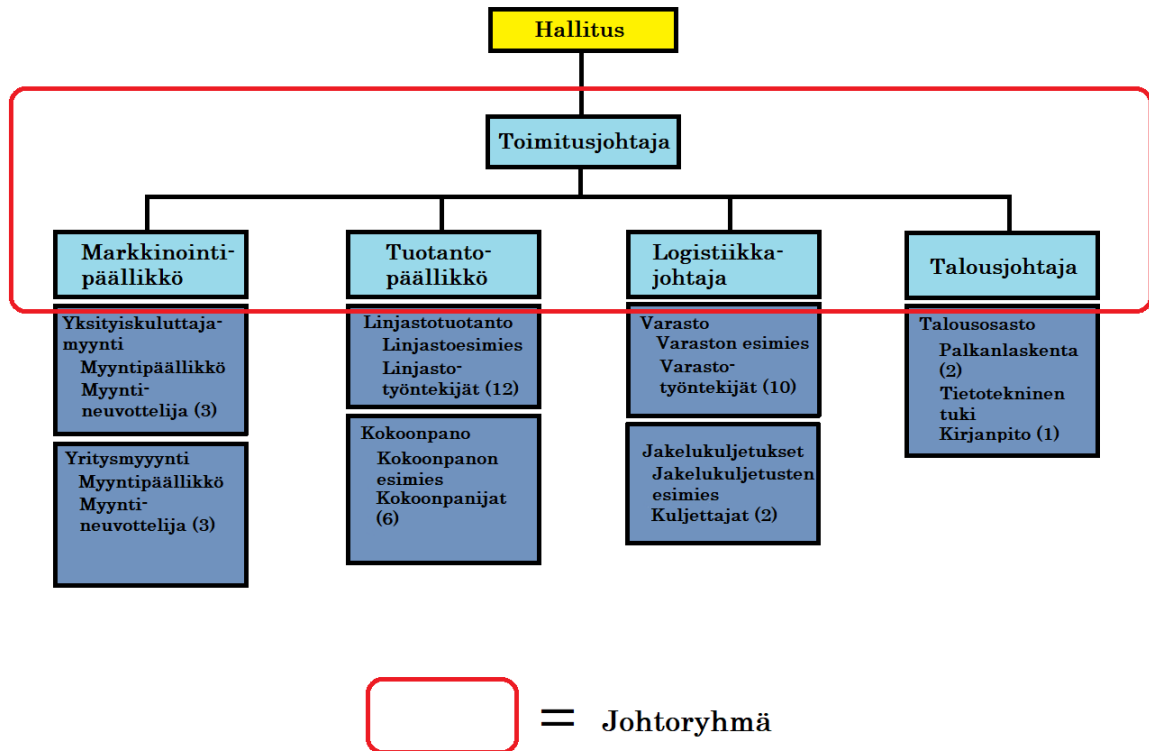 Hallitus
Toimitusjohtaja
Markkinointi-
päällikkö
Tuotanto-
päällikkö
Logistiikka-
johtaja
Talousjohtaja
Yksityiskuluttaja-
myynti
Myyntipäällikkö
Myynti-
neuvottelija (3)
Yritysmyyynti
Myyntipäällikkö
Myynti-
neuvottelija (3)
Linjastotuotanto
Linjastoesimies
Linjasto-
työntekijät (12)
Kokoonpano
Kokoonpanon
esimies
Kokoonpanijat
(6)
Varasto
Varaston esimies
Varasto-
työntekijät (10)
Jakelukuljetukset
Jakelukuljetusten
esimies
Kuljettajat (2)
Talousosasto
Palkanlaskenta
(2)
Tietotekninen
tuki
Kirjanpito (1)
= Johtoryhmä